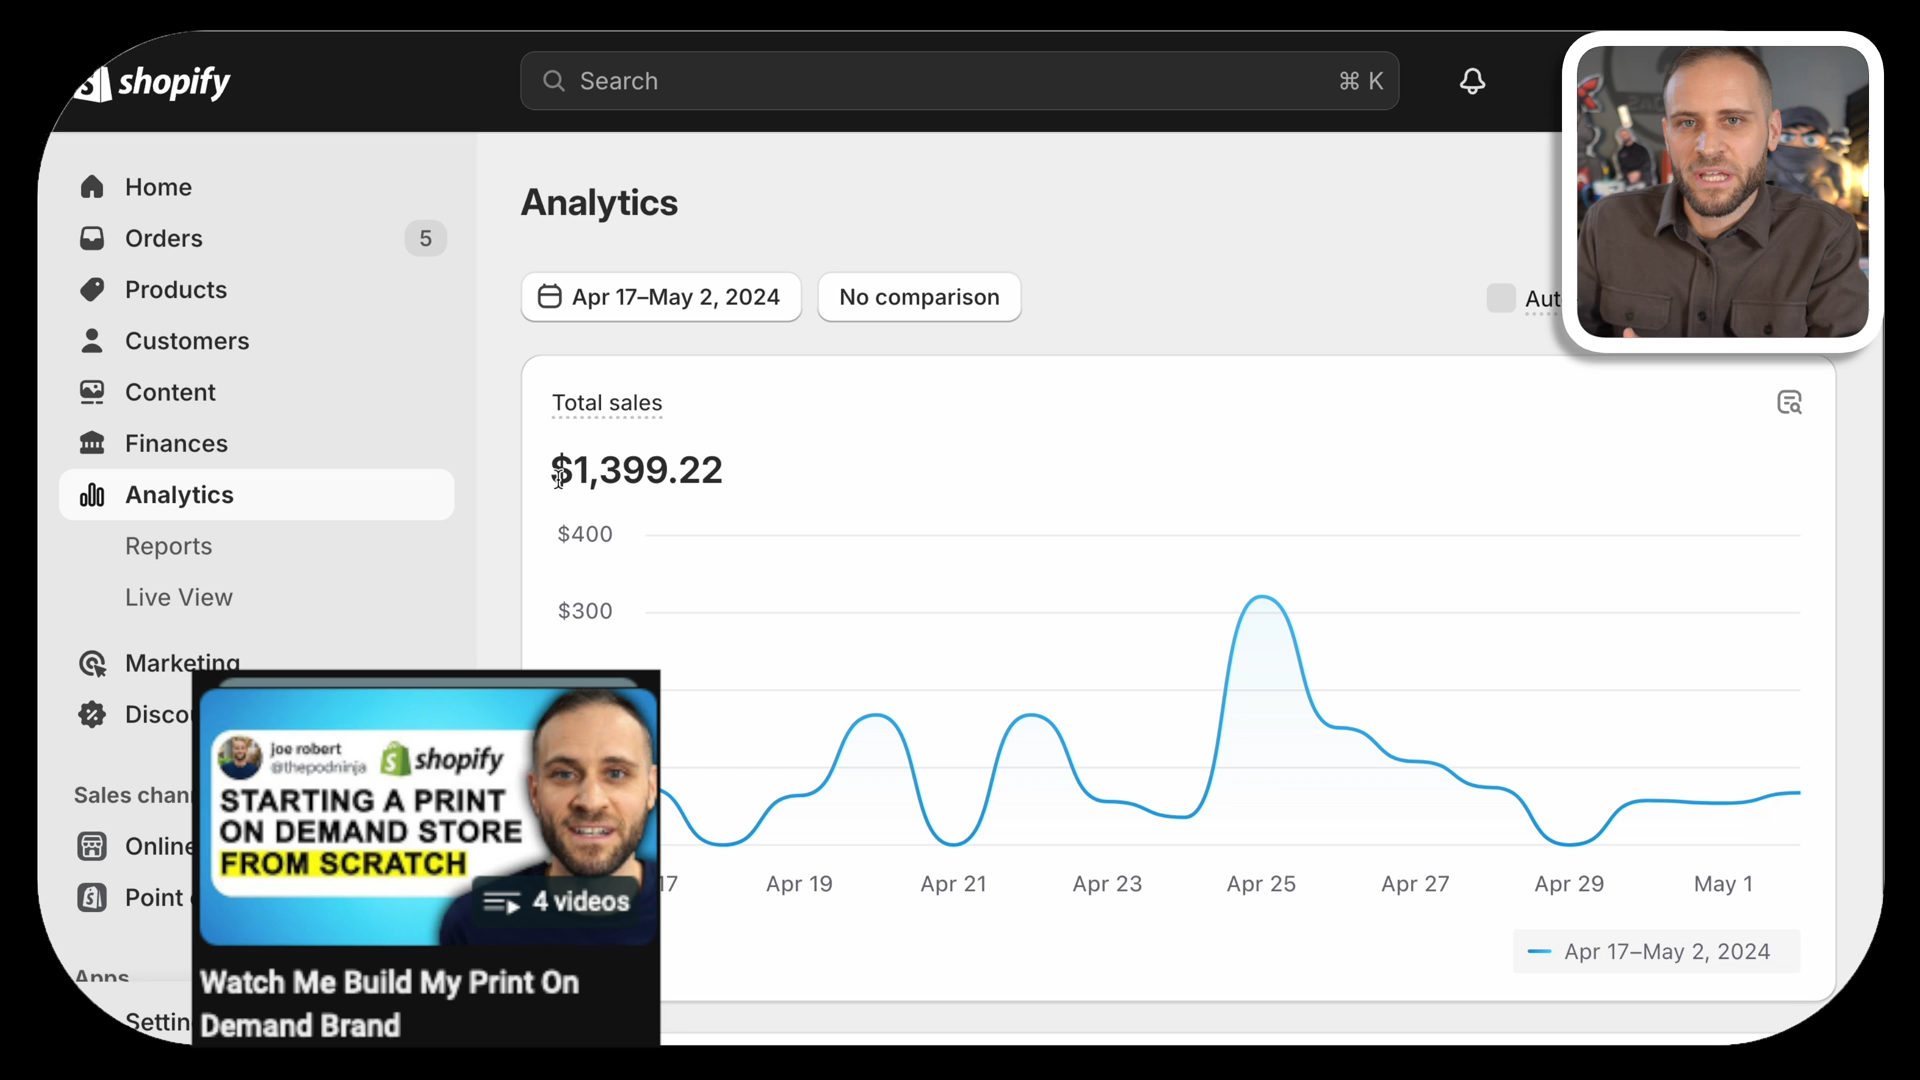 shopify
Search
⌘ K
Home
Orders
5
Products
Customers
Content
Finances
Analytics
Reports
Live View
Marketing
Disco
Sales chan
Online
Point
Apps
Settin
Analytics
Apr 17–May 2, 2024
No comparison
Aut
Total sales
$1,399.22
$400
$300
17
Apr 19
Apr 21
Apr 23
Apr 25
Apr 27
Apr 29
May 1
Apr 17–May 2, 2024
joe robert
@thepodninja
shopify
STARTING A PRINT
ON DEMAND STORE
FROM SCRATCH
4 videos
Watch Me Build My Print On
Demand Brand